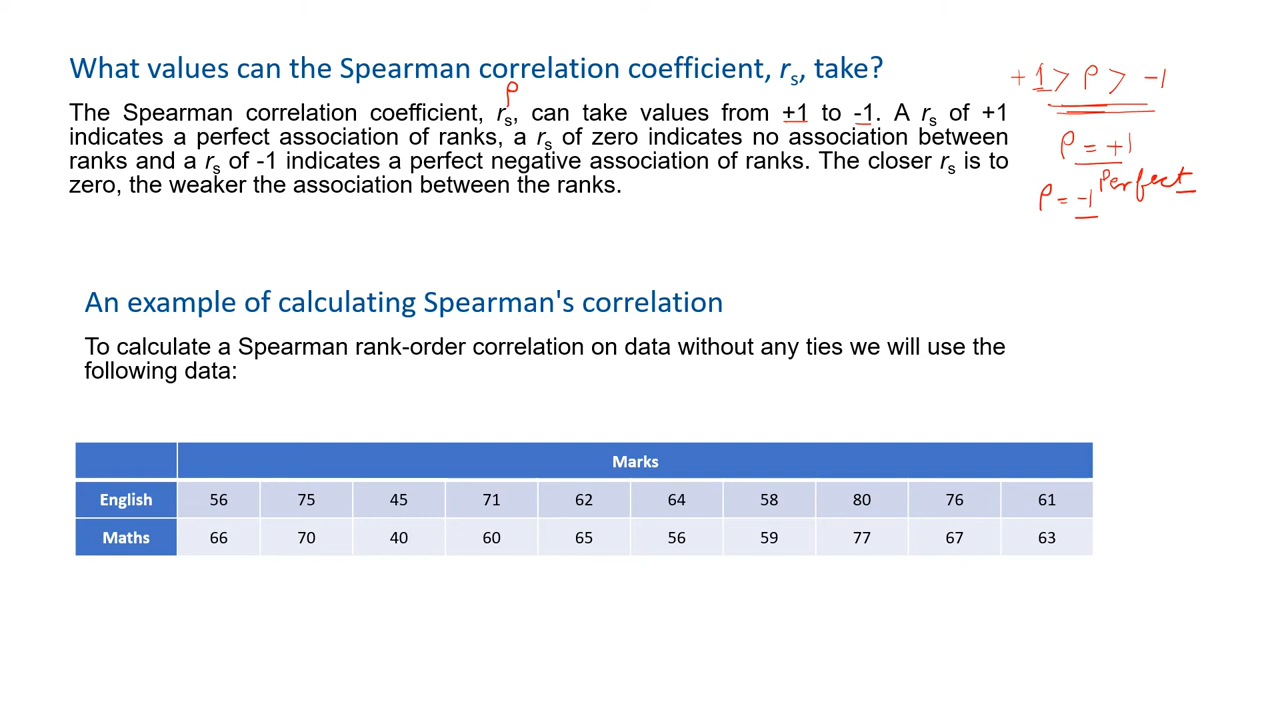 What values can the Spearman correlation coefficient, rs, take?
+1 > ρ > -1
ρ
The Spearman correlation coefficient, rs, can take values from +1 to -1. A rs of +1
indicates a perfect association of ranks, a rs of zero indicates no association between
ρ = +1
ranks and a rs of -1 indicates a perfect negative association of ranks. The closer rs is to
zero, the weaker the association between the ranks.
Perfect
ρ = -1
An example of calculating Spearman's correlation
To calculate a Spearman rank-order correlation on data without any ties we will use the
following data:
Marks
English 56 75 45 71 62 64 58 80 76 61
Maths 66 70 40 60 65 56 59 77 67 63